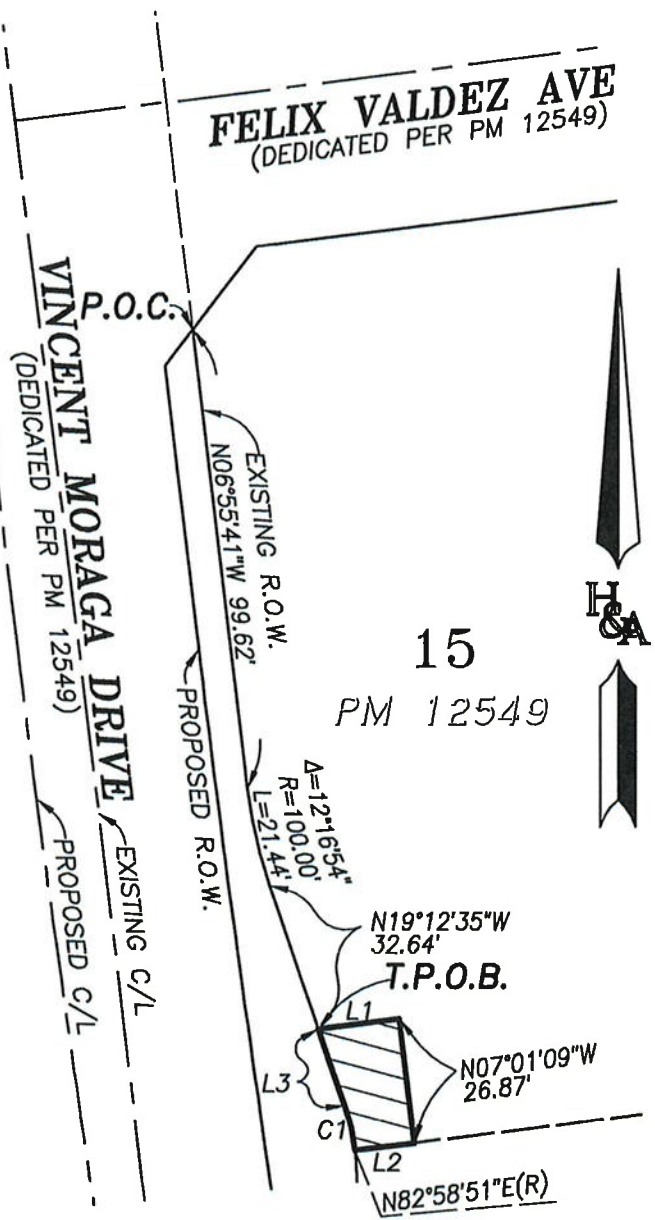 FELIX VALDEZ AVE
(DEDICATED PER PM 12549)
P.O.C.
VINCENT MORAGA DRIVE
(DEDICATED PER PM 12549)
EXISTING R.O.W.
N06°55'41"W 99.62'
PROPOSED R.O.W.
H&A
15
PM 12549
Δ=12°16'54"
R=100.00'
L=21.44'
EXISTING C/L
PROPOSED C/L
N19°12'35"W
32.64'
T.P.O.B.
L1
L3
N07°01'09"W
26.87'
C1
L2
N82°58'51"E(R)